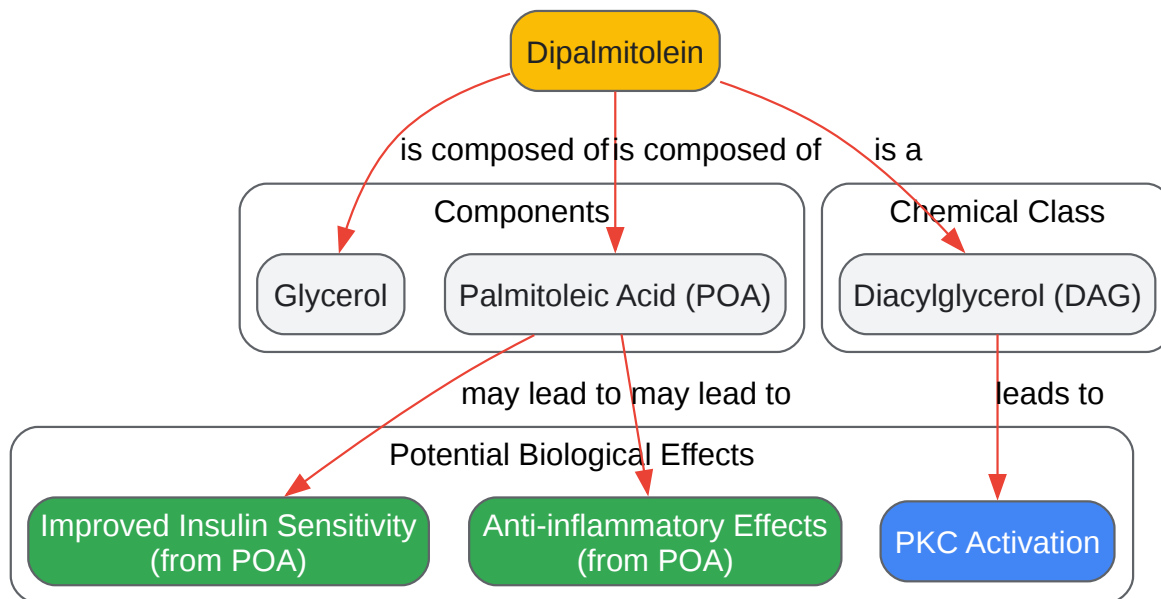 Dipalmitolein
is composed of
is composed of
is a
Components
Chemical Class
Glycerol
Palmitoleic Acid (POA)
Diacylglycerol (DAG)
may lead to
may lead to
leads to
Potential Biological Effects
Improved Insulin Sensitivity
(from POA)
Anti-inflammatory Effects
(from POA)
PKC Activation